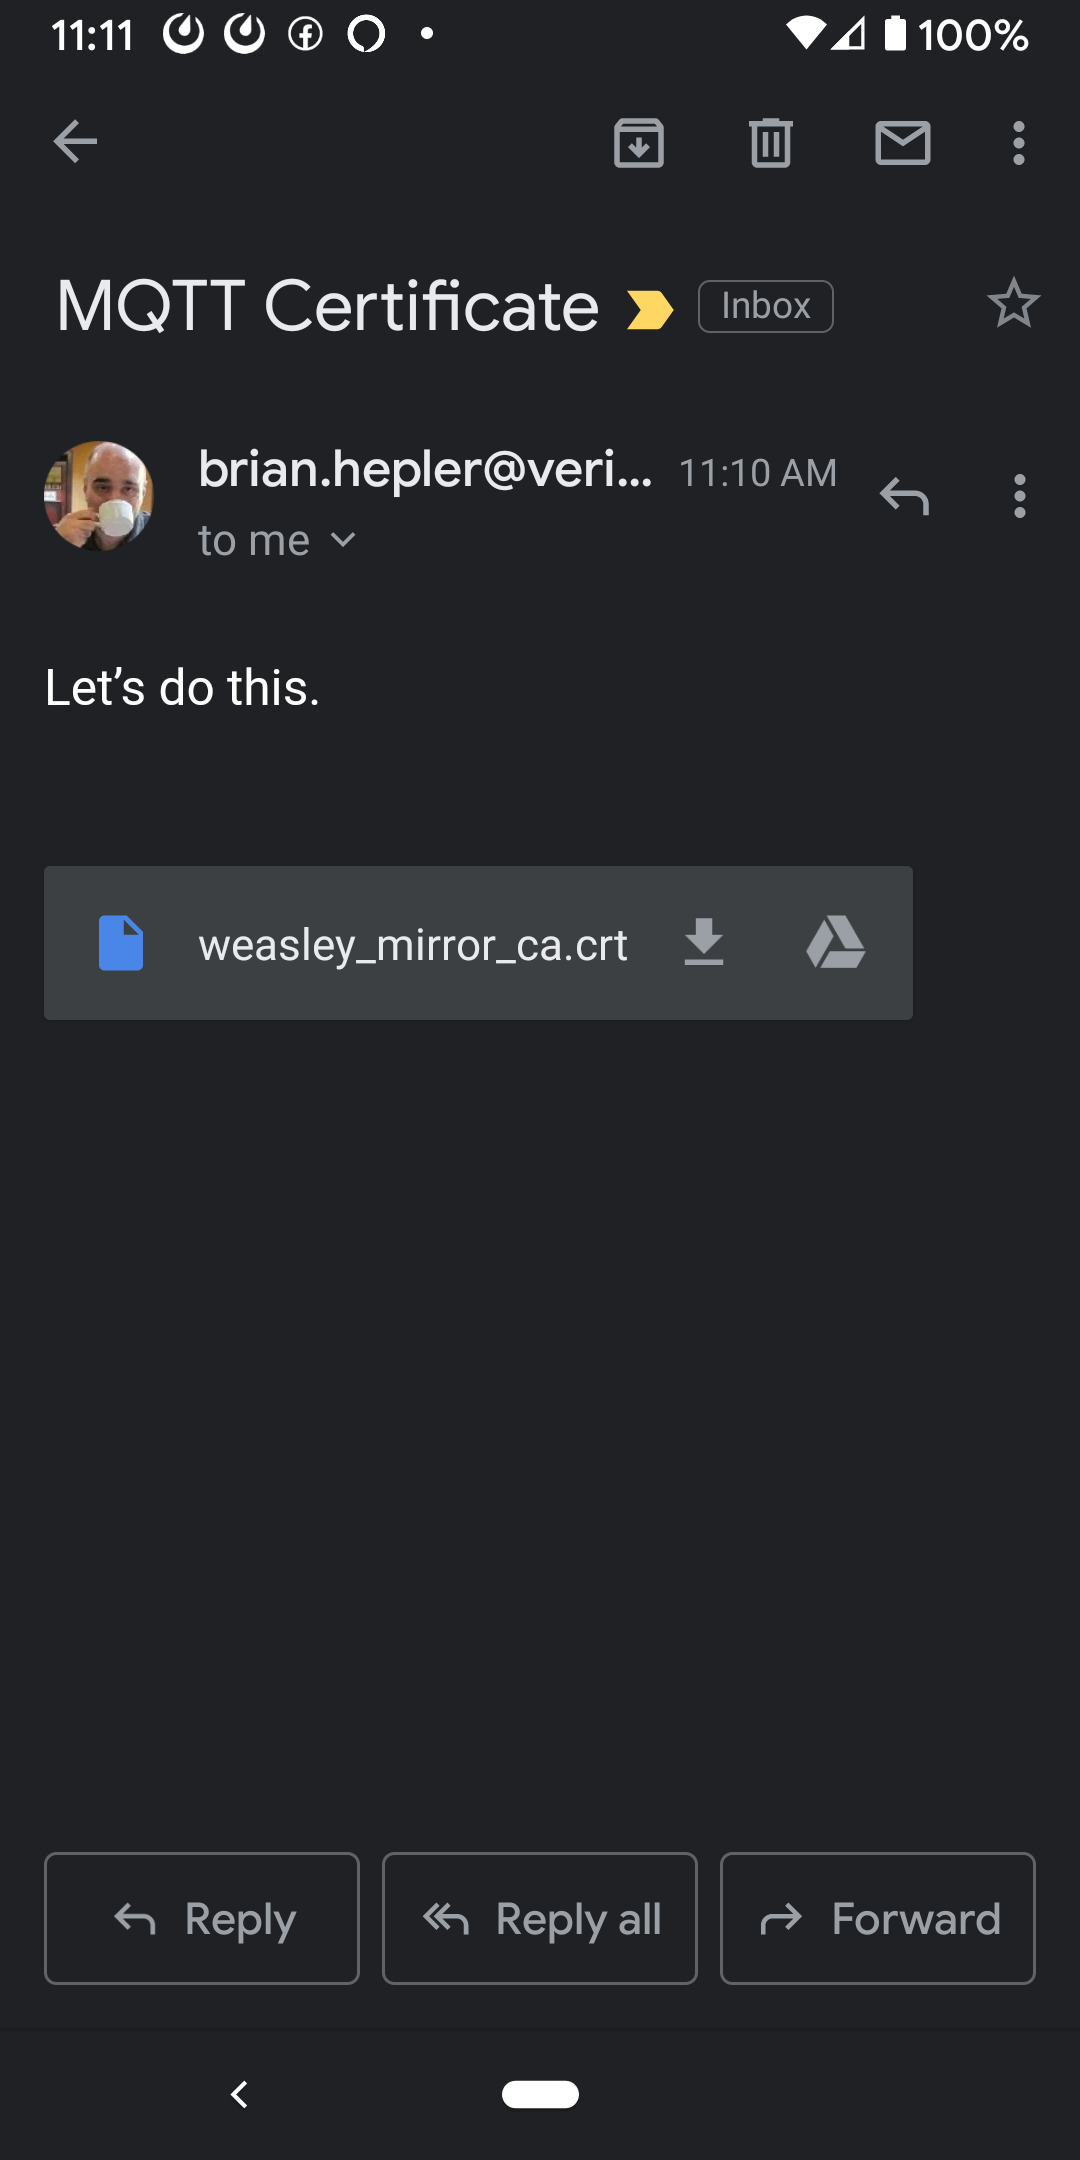 11:11 100%
MQTT Certificate Inbox
brian.hepler@veri... 11:10 AM
to me
Let’s do this.
weasley_mirror_ca.crt
Reply Reply all Forward